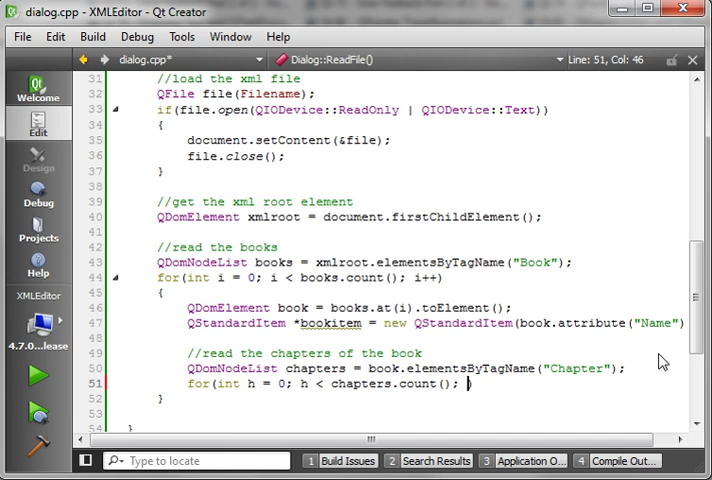 dialog.cpp - XMLEditor - Qt Creator
File Edit Build Debug Tools Window Help
dialog.cpp* Dialog::ReadFile() Line: 51, Col: 46
Welcome
Edit
Design
Debug
Projects
Help
XMLEditor
4.7.0...lease
31 //load the xml file
32 QFile file(Filename);
33 if(file.open(QIODevice::ReadOnly | QIODevice::Text))
34 {
35 document.setContent(&file);
36 file.close();
37 }
38
39 //get the xml root element
40 QDomElement xmlroot = document.firstChildElement();
41
42 //read the books
43 QDomNodeList books = xmlroot.elementsByTagName("Book");
44 for(int i = 0; i < books.count(); i++)
45 {
46 QDomElement book = books.at(i).toElement();
47 QStandardItem *bookitem = new QStandardItem(book.attribute("Name")
48
49 //read the chapters of the book
50 QDomNodeList chapters = book.elementsByTagName("Chapter");
51 for(int h = 0; h < chapters.count(); )
52 }
53
54 }
Type to locate 1 Build Issues 2 Search Results 3 Application O... 4 Compile Out...